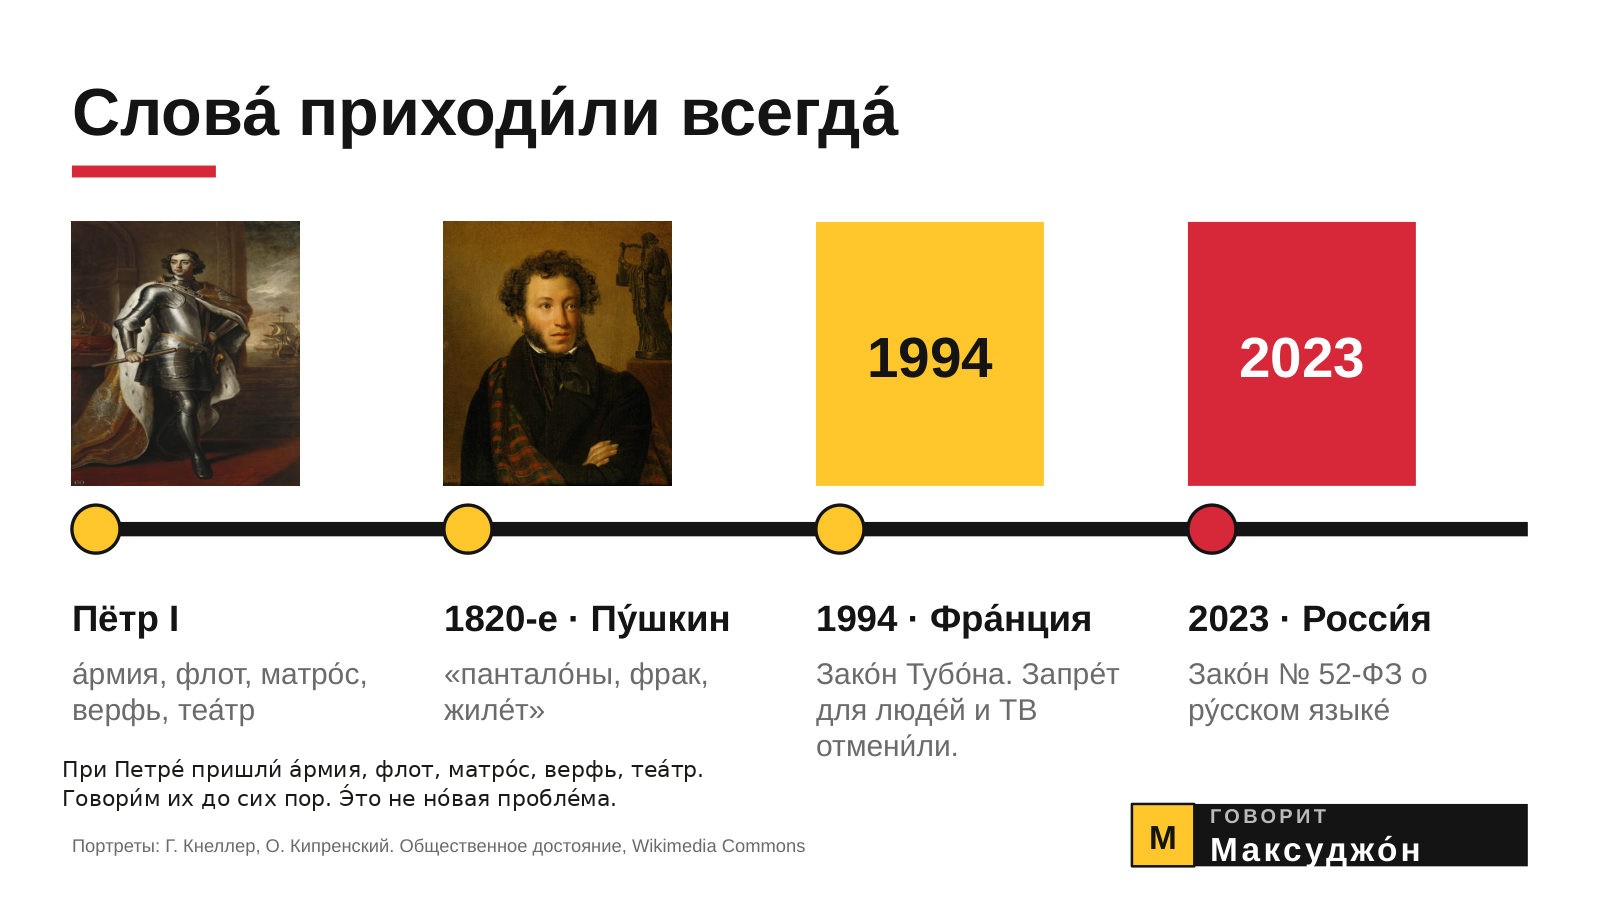 Слова́ приходи́ли всегда́
1994
2023
Пётр I
а́рмия, флот, матро́с,
верфь, теа́тр
1820-е · Пу́шкин
«пантало́ны, фрак,
жиле́т»
1994 · Фра́нция
Зако́н Тубо́на. Запре́т
для люде́й и ТВ
отмени́ли.
2023 · Росси́я
Зако́н № 52-ФЗ о
ру́сском языке́
При Петре́ пришли́ а́рмия, флот, матро́с, верфь, теа́тр.
Говори́м их до сих пор. Э́то не но́вая пробле́ма.
Портреты: Г. Кнеллер, О. Кипренский. Общественное достояние, Wikimedia Commons
М
ГОВОРИТ
Максуджо́н